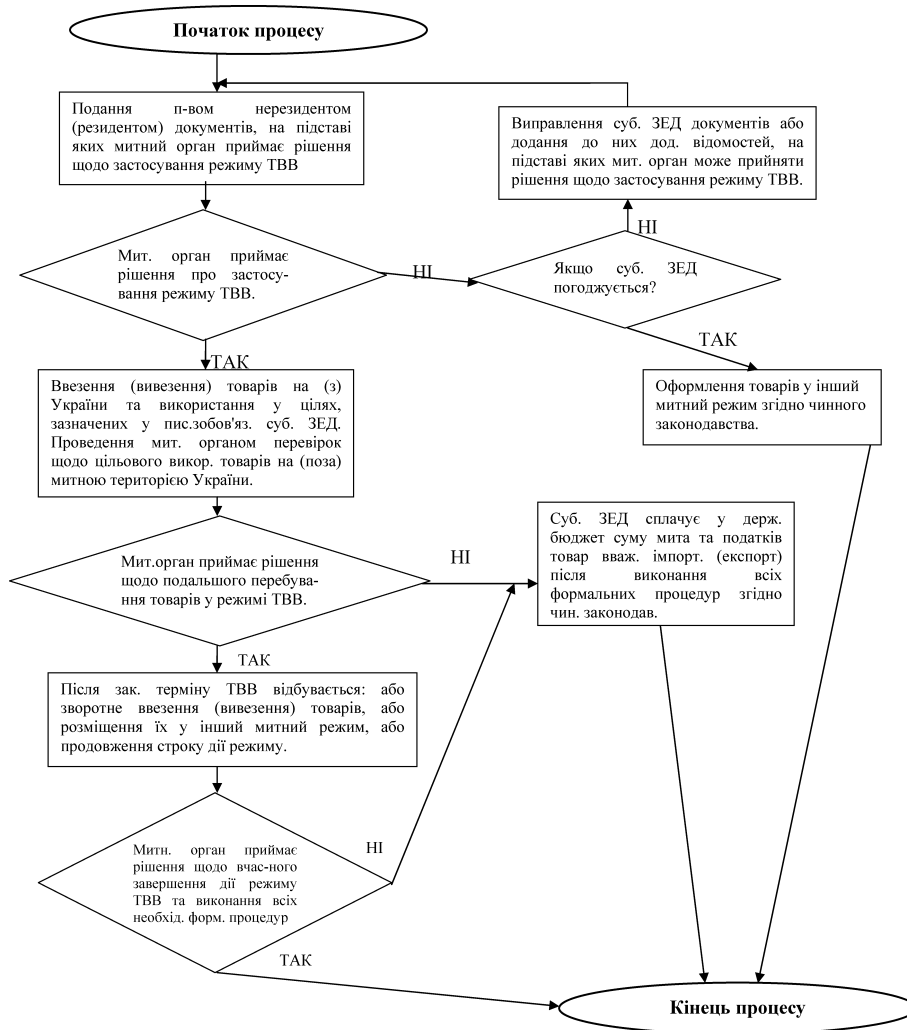 Початок процесу
Подання п-вом нерезидентом
(резидентом) документів, на підставі
яких митний орган приймає рішення
щодо застосування режиму ТВВ
Виправлення суб. ЗЕД документів або
додання до них дод. відомостей, на
підставі яких мит. орган може прийняти
рішення щодо застосування режиму ТВВ.
НІ
Мит. орган приймає
рішення про застосу-
вання режиму ТВВ.
НІ
Якщо суб. ЗЕД
погоджується?
ТАК
ТАК
Ввезення (вивезення) товарів на (з)
України та використання у цілях,
зазначених у пис.зобов'яз. суб. ЗЕД.
Проведення мит. органом перевірок
щодо цільового викор. товарів на (поза)
митною територією України.
Оформлення товарів у інший
митний режим згідно чинного
законодавства.
Мит.орган приймає рішення
щодо подальшого перебува-
ння товарів у режимі ТВВ.
НІ
Суб. ЗЕД сплачує у держ.
бюджет суму мита та податків
товар вваж. імпорт. (експорт)
після виконання всіх
формальних процедур згідно
чин. законодав.
ТАК
Після зак. терміну ТВВ відбувається: або
зворотне ввезення (вивезення) товарів, або
розміщення їх у інший митний режим, або
продовження строку дії режиму.
Митн. орган приймає
рішення щодо вчас-ного
завершення дії режиму
ТВВ та виконання всіх
необхід. форм. процедур
НІ
ТАК
Кінець процесу